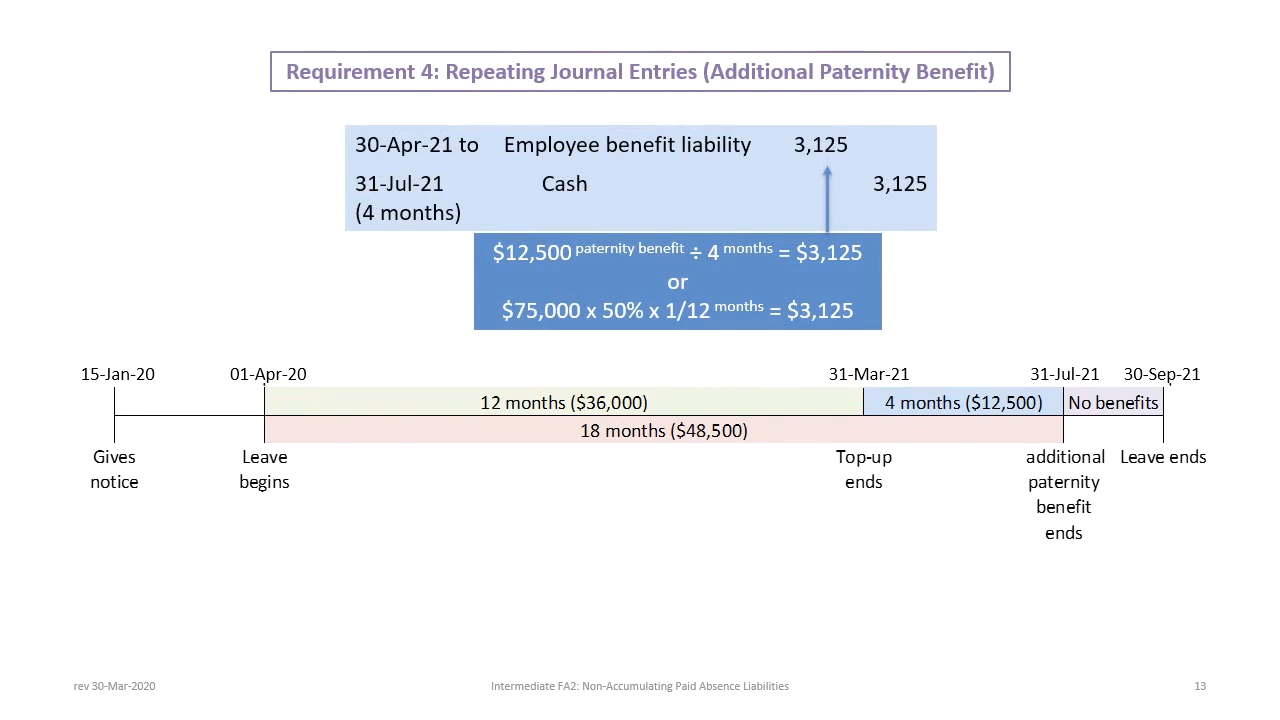 Requirement 4: Repeating Journal Entries (Additional Paternity Benefit)
30-Apr-21 to Employee benefit liability 3,125
31-Jul-21 Cash 3,125
(4 months)
$12,500 paternity benefit ÷ 4 months = $3,125
or
$75,000 x 50% x 1/12 months = $3,125
15-Jan-20 01-Apr-20 31-Mar-21 31-Jul-21 30-Sep-21
12 months ($36,000) 4 months ($12,500) No benefits
18 months ($48,500)
Gives Leave Top-up additional Leave ends
notice begins ends paternity
benefit
ends
rev 30-Mar-2020 Intermediate FA2: Non-Accumulating Paid Absence Liabilities 13